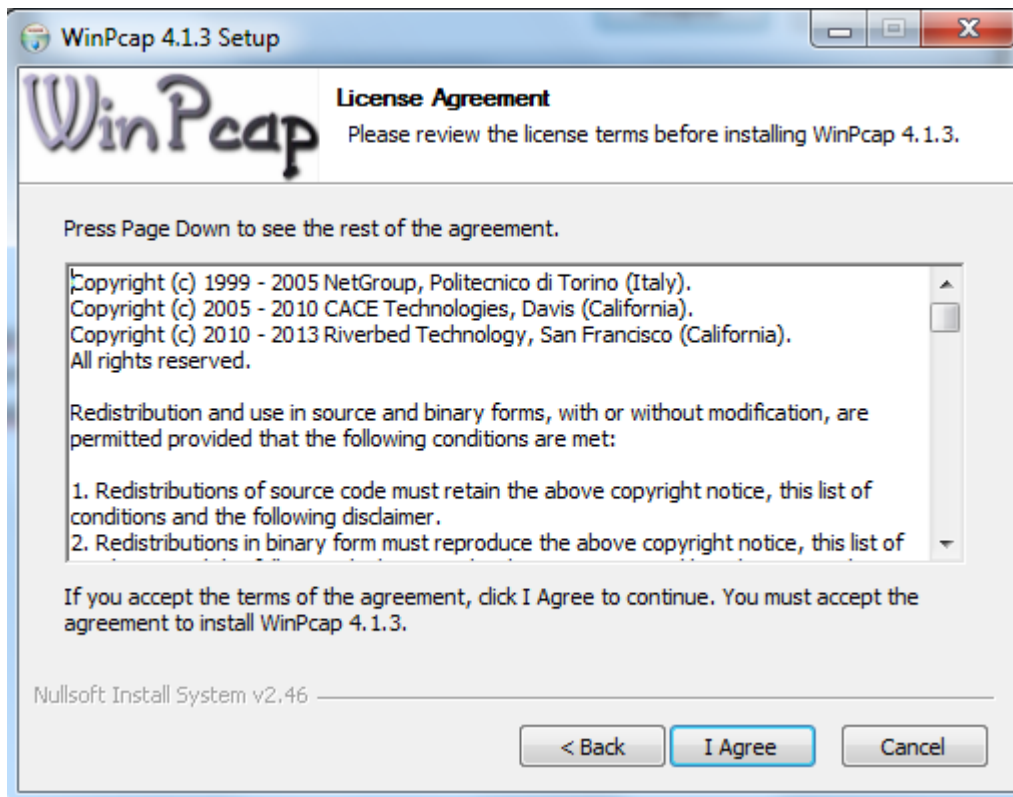 WinPcap 4.1.3 Setup
WinPcap
License Agreement
Please review the license terms before installing WinPcap 4.1.3.
Press Page Down to see the rest of the agreement.
Copyright (c) 1999 - 2005 NetGroup, Politecnico di Torino (Italy).
Copyright (c) 2005 - 2010 CACE Technologies, Davis (California).
Copyright (c) 2010 - 2013 Riverbed Technology, San Francisco (California).
All rights reserved.
Redistribution and use in source and binary forms, with or without modification, are
permitted provided that the following conditions are met:
1. Redistributions of source code must retain the above copyright notice, this list of
conditions and the following disclaimer.
2. Redistributions in binary form must reproduce the above copyright notice, this list of
If you accept the terms of the agreement, click I Agree to continue. You must accept the
agreement to install WinPcap 4.1.3.
Nullsoft Install System v2.46
< Back
I Agree
Cancel